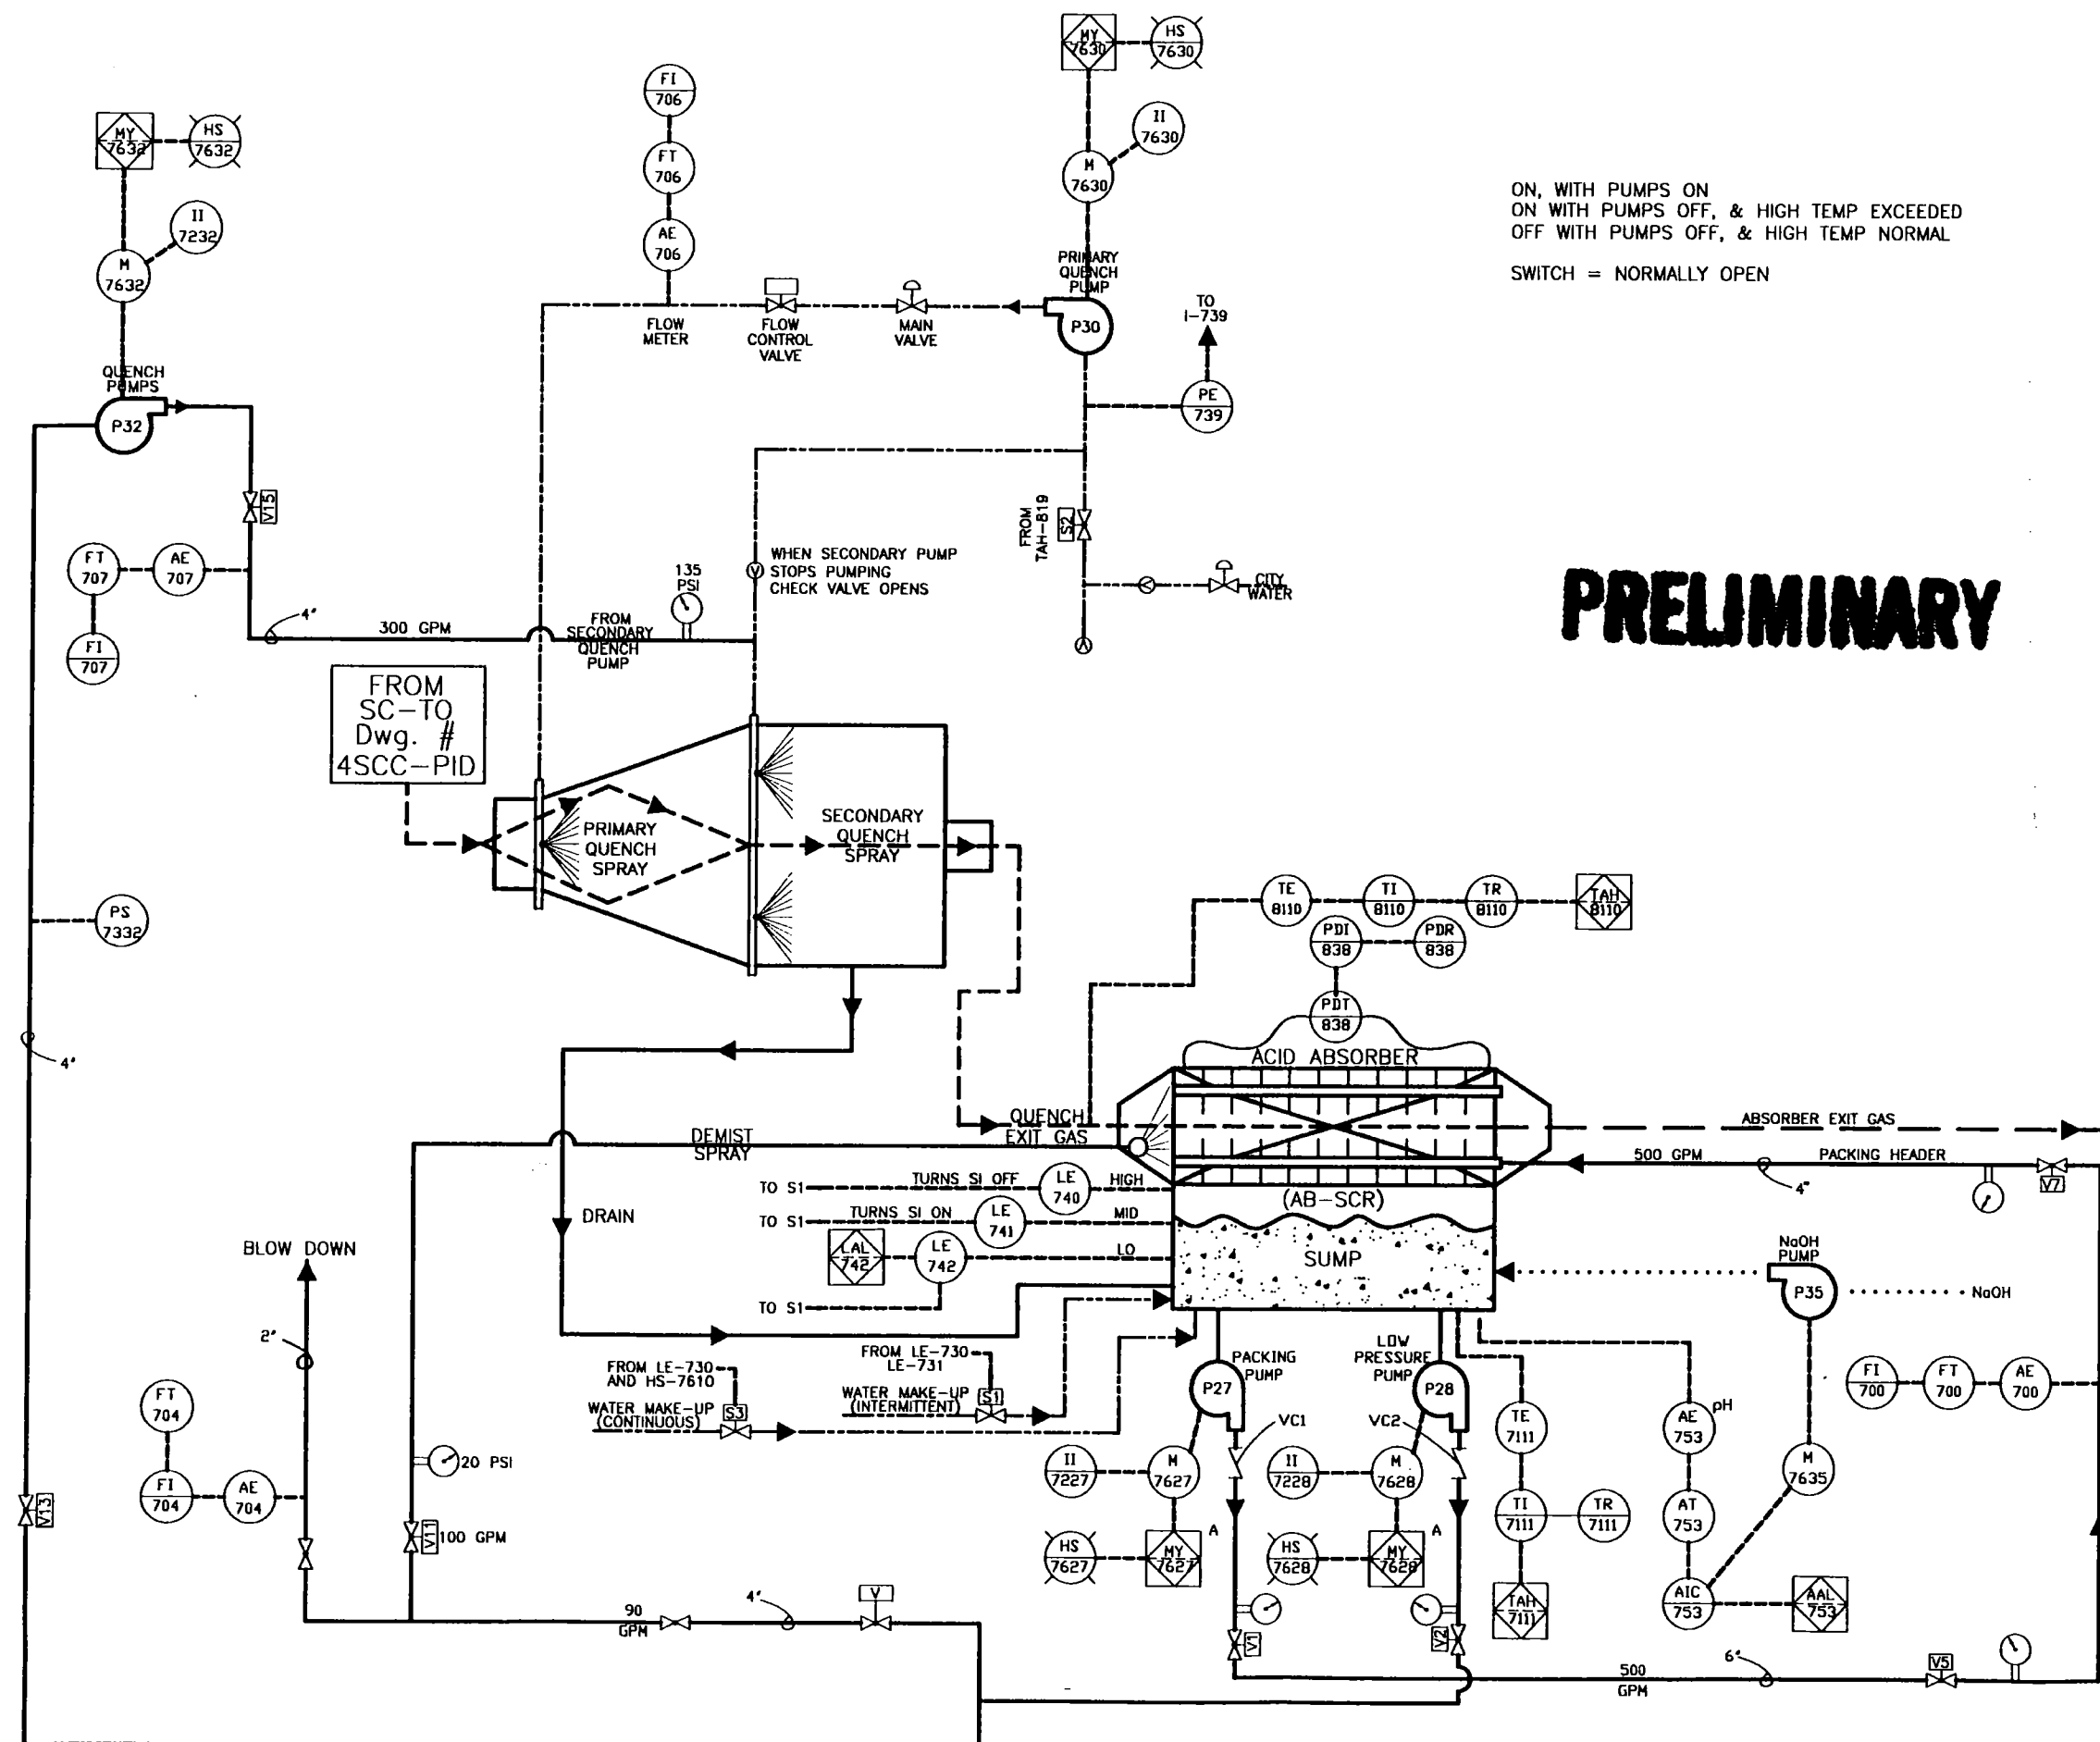 MY
7630
HS
7630
II
7630
M
7630
FI
706
FT
706
AE
706
MY
7632
HS
7632
II
7232
M
7632
ON, WITH PUMPS ON
ON WITH PUMPS OFF, & HIGH TEMP EXCEEDED
OFF WITH PUMPS OFF, & HIGH TEMP NORMAL
SWITCH = NORMALLY OPEN
PRIMARY
QUENCH
PUMP
P30
TO
I-739
PE
739
FLOW
METER
FLOW
CONTROL
VALVE
MAIN
VALVE
QUENCH
PUMPS
P32
V15
FT
707
AE
707
FI
707
4"
300 GPM
FROM
SECONDARY
QUENCH
PUMP
135
PSI
WHEN SECONDARY PUMP
STOPS PUMPING
CHECK VALVE OPENS
FROM
TAH-819
S2
CITY
WATER
PRELIMINARY
FROM
SC-TO
Dwg. #
4SCC-PID
PRIMARY
QUENCH
SPRAY
SECONDARY
QUENCH
SPRAY
PS
7332
4"
TE
8110
TI
8110
TR
8110
TAH
8110
PDI
838
PDR
838
PDT
838
ACID ABSORBER
QUENCH
EXIT GAS
DEMIST
SPRAY
ABSORBER EXIT GAS
500 GPM
PACKING HEADER
4"
V7
TO S1
TURNS SI OFF
LE
740
HIGH
TO S1
TURNS SI ON
LE
741
MID
LAL
742
LE
742
LO
TO S1
(AB-SCR)
SUMP
DRAIN
BLOW DOWN
2"
NaOH
PUMP
P35
NaOH
FROM LE-730
AND HS-7610
WATER MAKE-UP
(CONTINUOUS)
S3
FROM LE-730
LE-731
WATER MAKE-UP
(INTERMITTENT)
S1
PACKING
PUMP
P27
LOW
PRESSURE
PUMP
P28
VC1
VC2
FI
700
FT
700
AE
700
FT
704
FI
704
AE
704
20 PSI
V11
100 GPM
V13
II
7227
M
7627
HS
7627
MY
7627
A
II
7228
M
7628
HS
7628
MY
7628
A
TE
7111
TI
7111
TR
7111
TAH
7111
AE
753
pH
AT
753
AIC
753
AAL
753
M
7635
90
GPM
4"
V
V1
V2
500
GPM
6"
V5